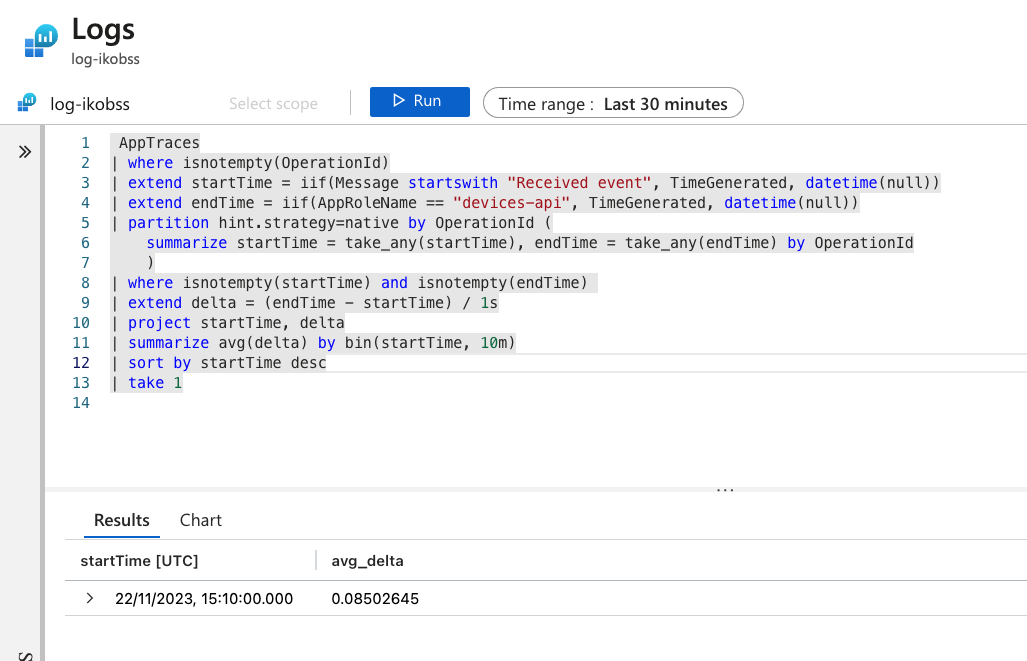 Logs
log-ikobss
log-ikobss Select scope Run Time range : Last 30 minutes
1 AppTraces
2 | where isnotempty(OperationId)
3 | extend startTime = iif(Message startswith "Received event", TimeGenerated, datetime(null))
4 | extend endTime = iif(AppRoleName == "devices-api", TimeGenerated, datetime(null))
5 | partition hint.strategy=native by OperationId (
6 summarize startTime = take_any(startTime), endTime = take_any(endTime) by OperationId
7 )
8 | where isnotempty(startTime) and isnotempty(endTime)
9 | extend delta = (endTime - startTime) / 1s
10 | project startTime, delta
11 | summarize avg(delta) by bin(startTime, 10m)
12 | sort by startTime desc
13 | take 1
14
...
Results Chart
startTime [UTC] avg_delta
22/11/2023, 15:10:00.000 0.08502645